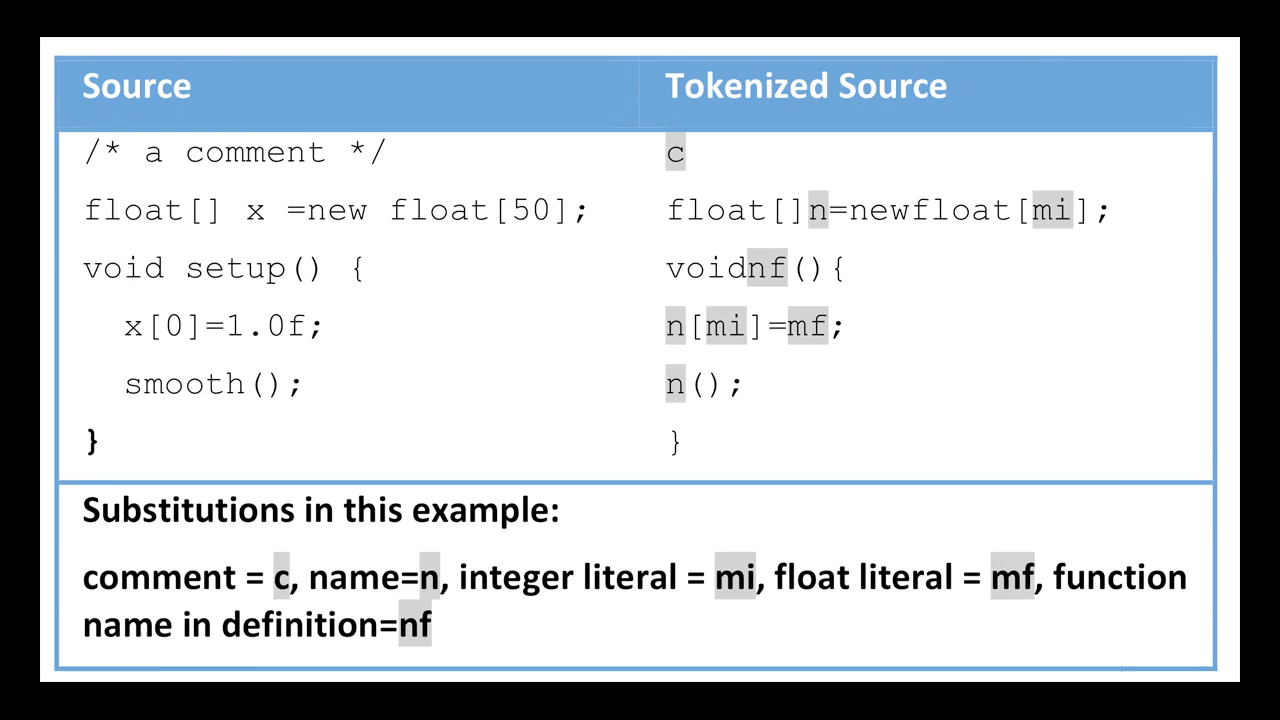 Source Tokenized Source
/* a comment */ c
float[] x =new float[50]; float[]n=newfloat[mi];
void setup() { voidnf(){
x[0]=1.0f; n[mi]=mf;
smooth(); n();
} }
Substitutions in this example:
comment = c, name=n, integer literal = mi, float literal = mf, function
name in definition=nf